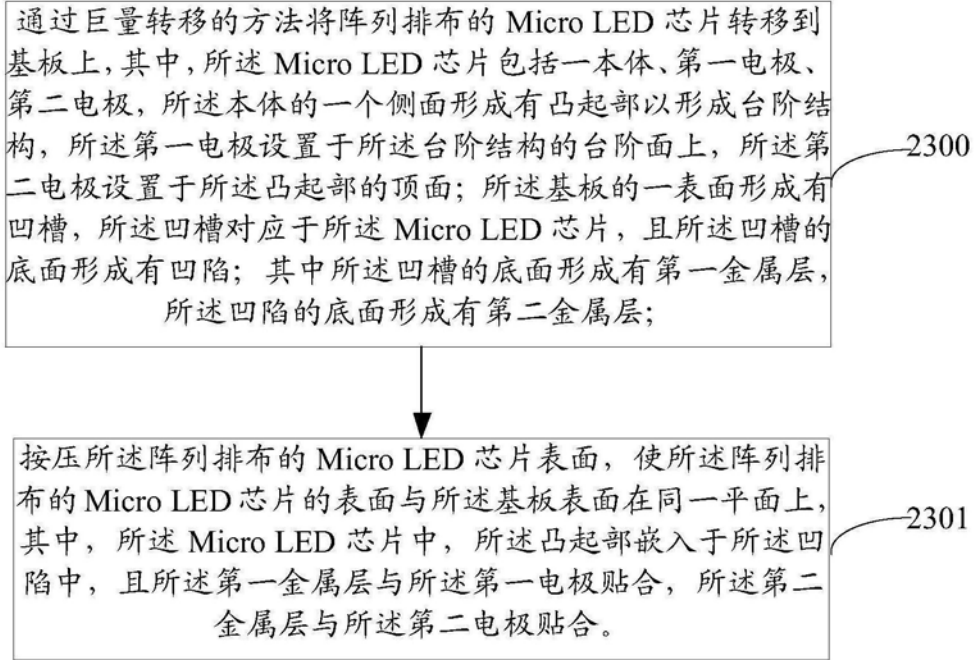 通过巨量转移的方法将阵列排布的 Micro LED 芯片转移到
基板上,其中,所述 Micro LED 芯片包括一本体、第一电极、
第二电极，所述本体的一个侧面形成有凸起部以形成台阶结
构，所述第一电极设置于所述台阶结构的台阶面上，所述第
二电极设置于所述凸起部的顶面；所述基板的一表面形成有
凹槽，所述凹槽对应于所述 Micro LED 芯片，且所述凹槽的
底面形成有凹陷；其中所述凹槽的底面形成有第一金属层，
所述凹陷的底面形成有第二金属层；
2300
按压所述阵列排布的 Micro LED 芯片表面，使所述阵列排
布的 Micro LED 芯片的表面与所述基板表面在同一平面上，
其中，所述 Micro LED 芯片中，所述凸起部嵌入于所述凹
陷中，且所述第一金属层与所述第一电极贴合，所述第二
金属层与所述第二电极贴合。
2301